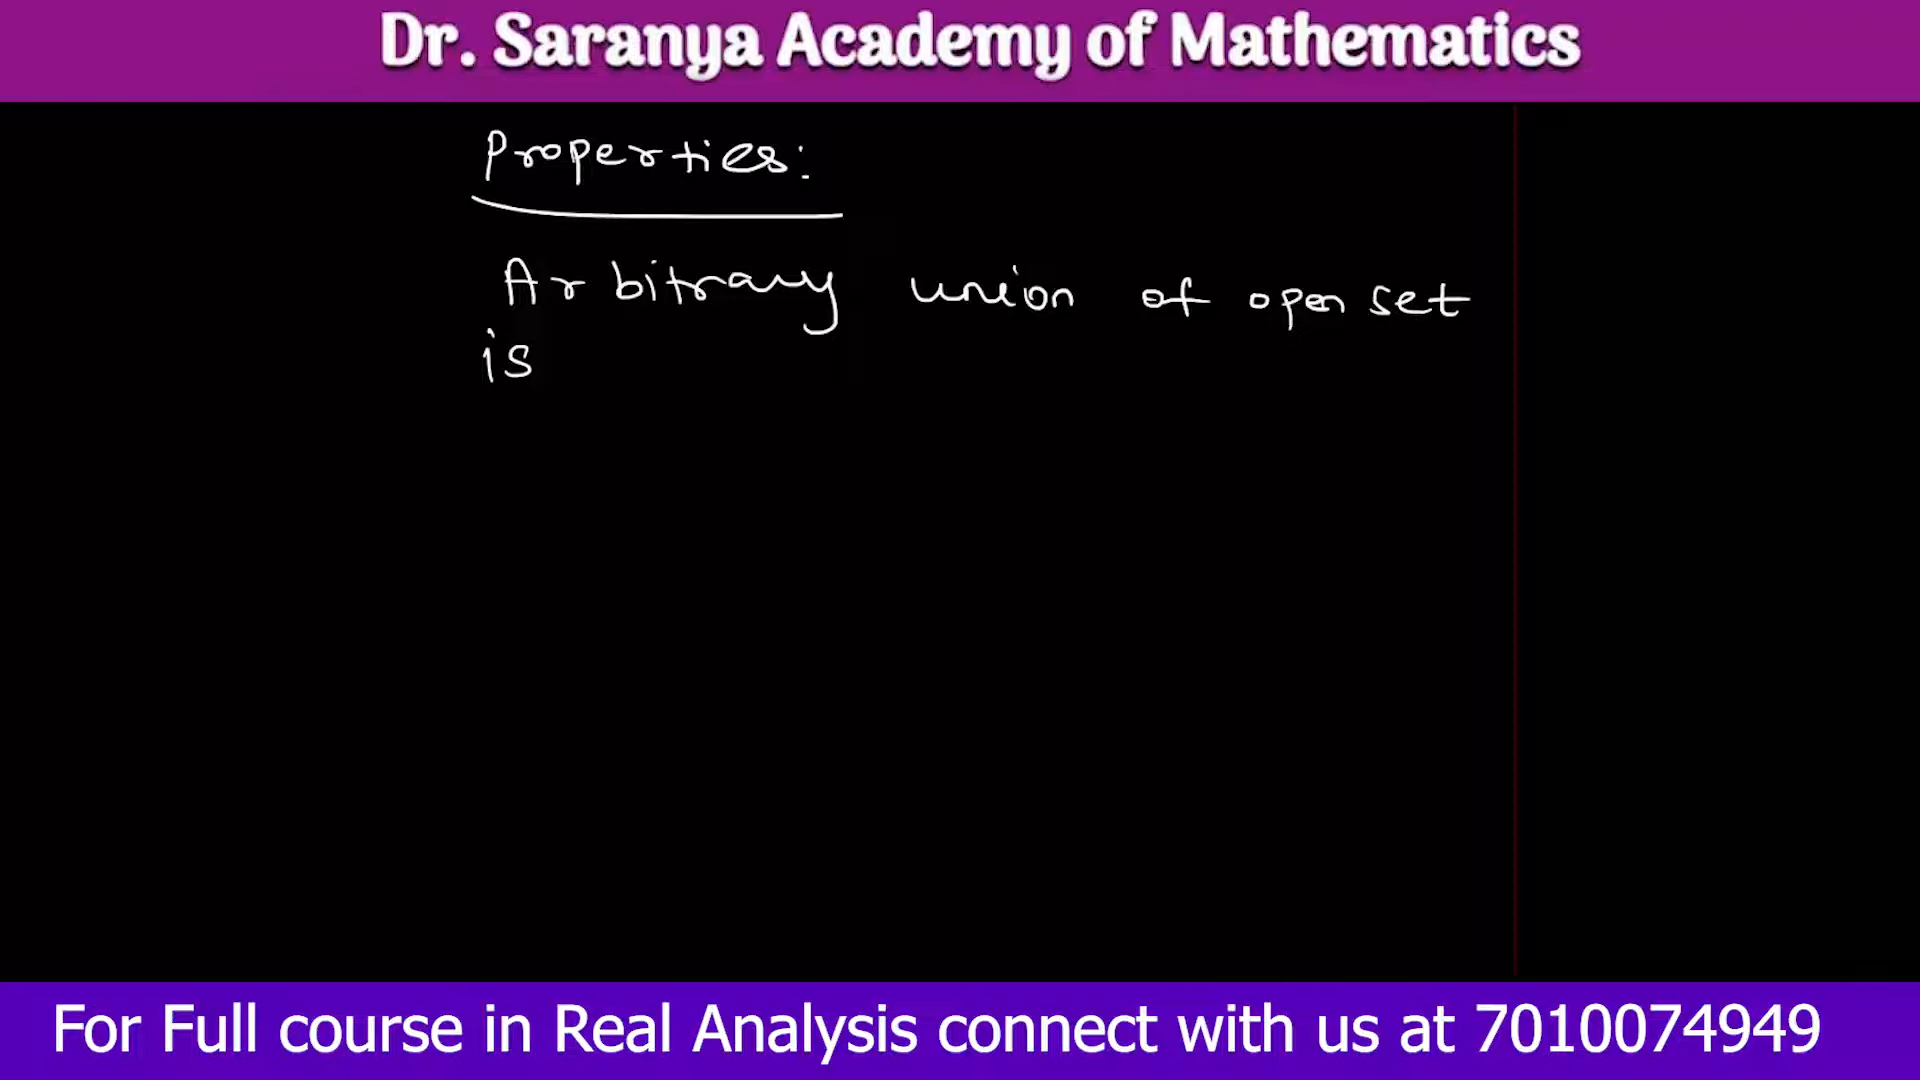 Dr. Saranya Academy of Mathematics
Properties:
Arbitrary union of open set
is
For Full course in Real Analysis connect with us at 7010074949